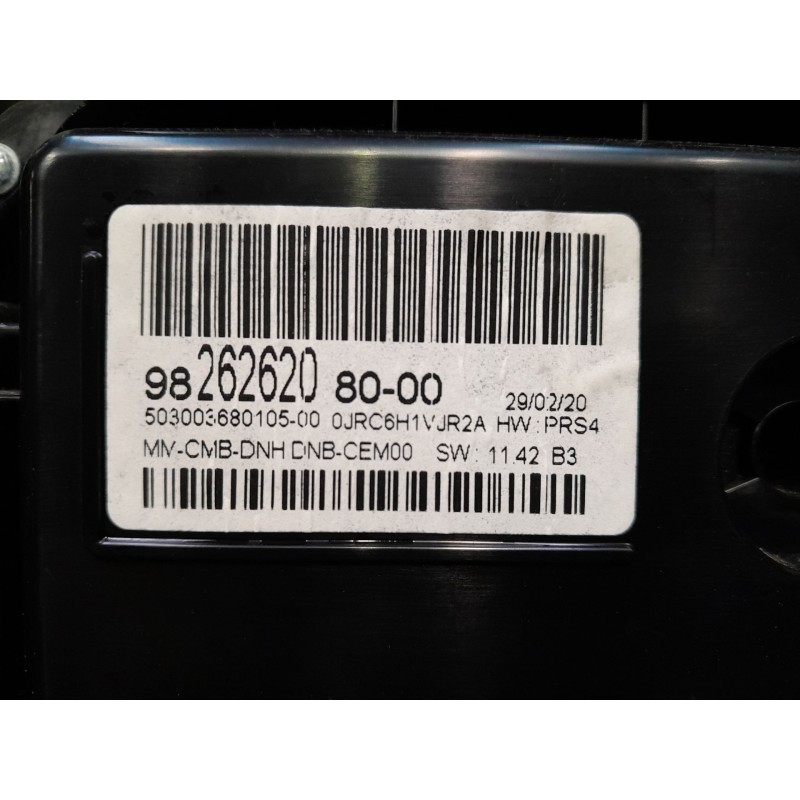 98 262620 80-00 29/02/20
503003680105-00 0JRC6H1VJR2A HW: PRS4
MM-CMB-DNH DNB-CEM00 SW: 11.42 B3